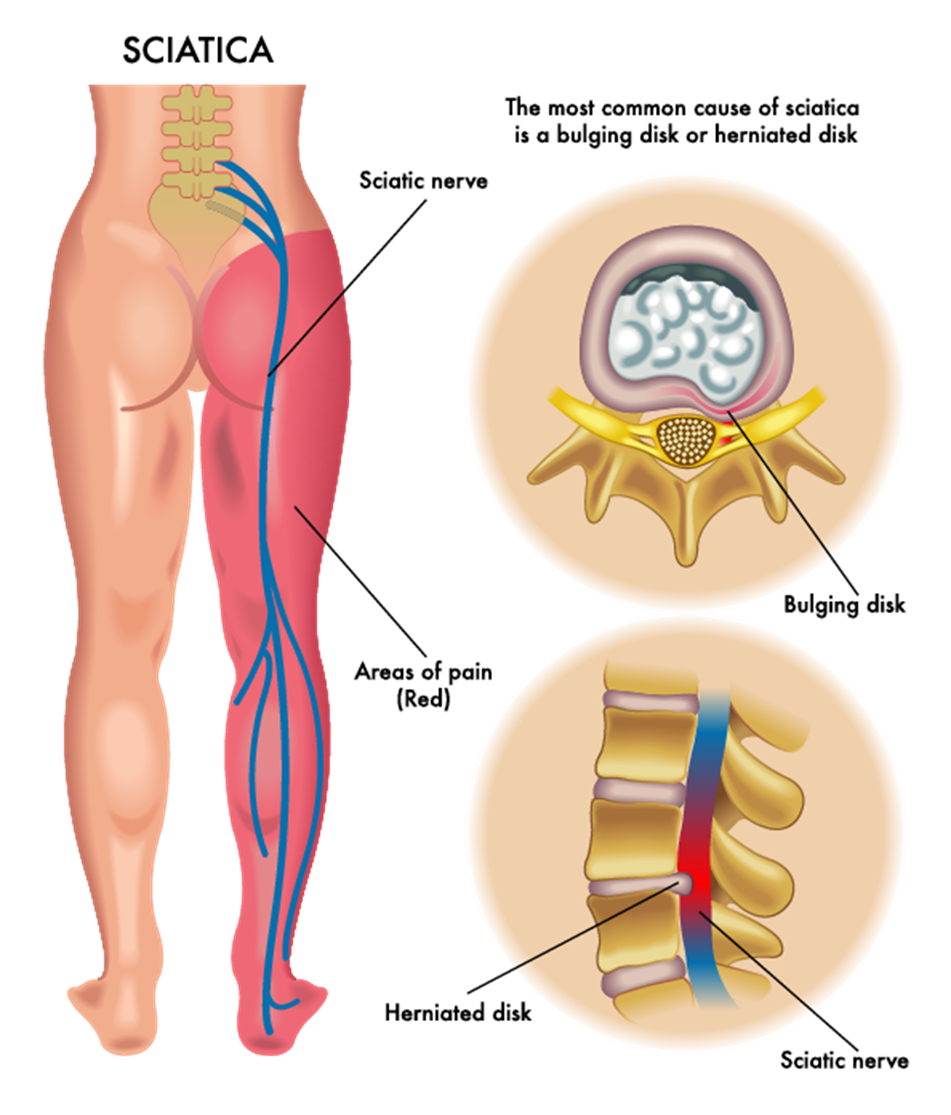 SCIATICA
The most common cause of sciatica
is a bulging disk or herniated disk
Sciatic nerve
Bulging disk
Areas of pain
(Red)
Herniated disk
Sciatic nerve